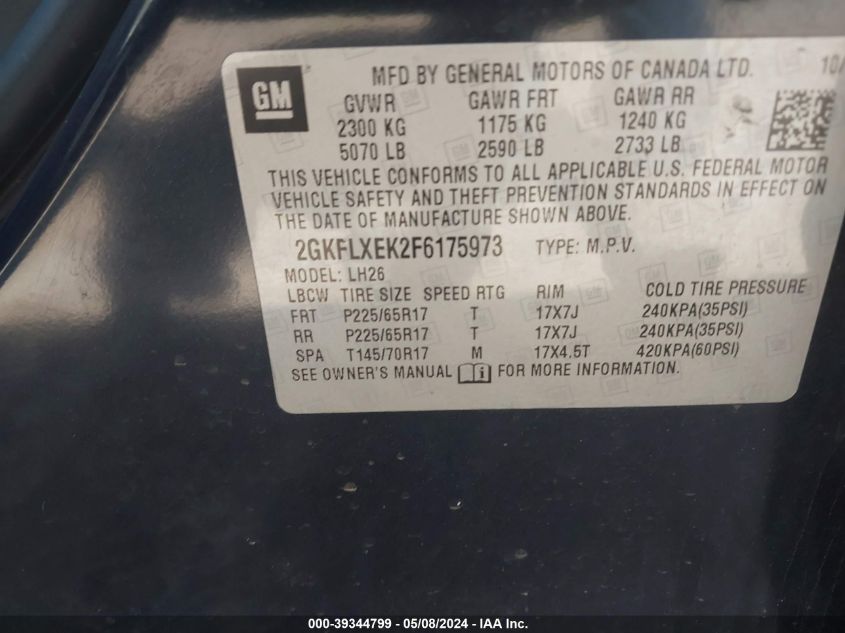 GM
MFD BY GENERAL MOTORS OF CANADA LTD. 10/
GVWR GAWR FRT GAWR RR
2300 KG 1175 KG 1240 KG
5070 LB 2590 LB 2733 LB
THIS VEHICLE CONFORMS TO ALL APPLICABLE U.S. FEDERAL MOTOR
VEHICLE SAFETY AND THEFT PREVENTION STANDARDS IN EFFECT ON
THE DATE OF MANUFACTURE SHOWN ABOVE.
2GKFLXEK2F6175973 TYPE: M.P.V.
MODEL: LH26
LBCW TIRE SIZE SPEED RTG RIM COLD TIRE PRESSURE
FRT P225/65R17 T 17X7J 240KPA(35PSI)
RR P225/65R17 T 17X7J 240KPA(35PSI)
SPA T145/70R17 M 17X4.5T 420KPA(60PSI)
SEE OWNER'S MANUAL i FOR MORE INFORMATION.
000-39344799 - 05/08/2024 - IAA Inc.